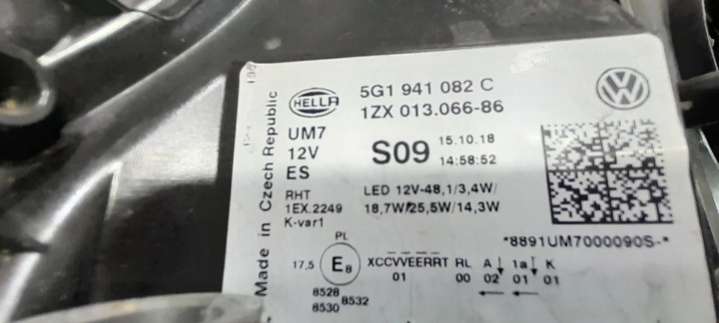 Made in Czech Republic
HELLA
5G1 941 082 C
1ZX 013.066-86
UM7
12V
ES
S09
15.10.18
14:58:52
RHT
1EX.2249
K-var1
LED 12V-48,1/3,4W/
18,7W/25,5W/14,3W
*8891UM7000090S-*
PL
17,5 E8 XCCVVEERRT RL A 1a K
01 00 02 01 01
8528
8530 8532